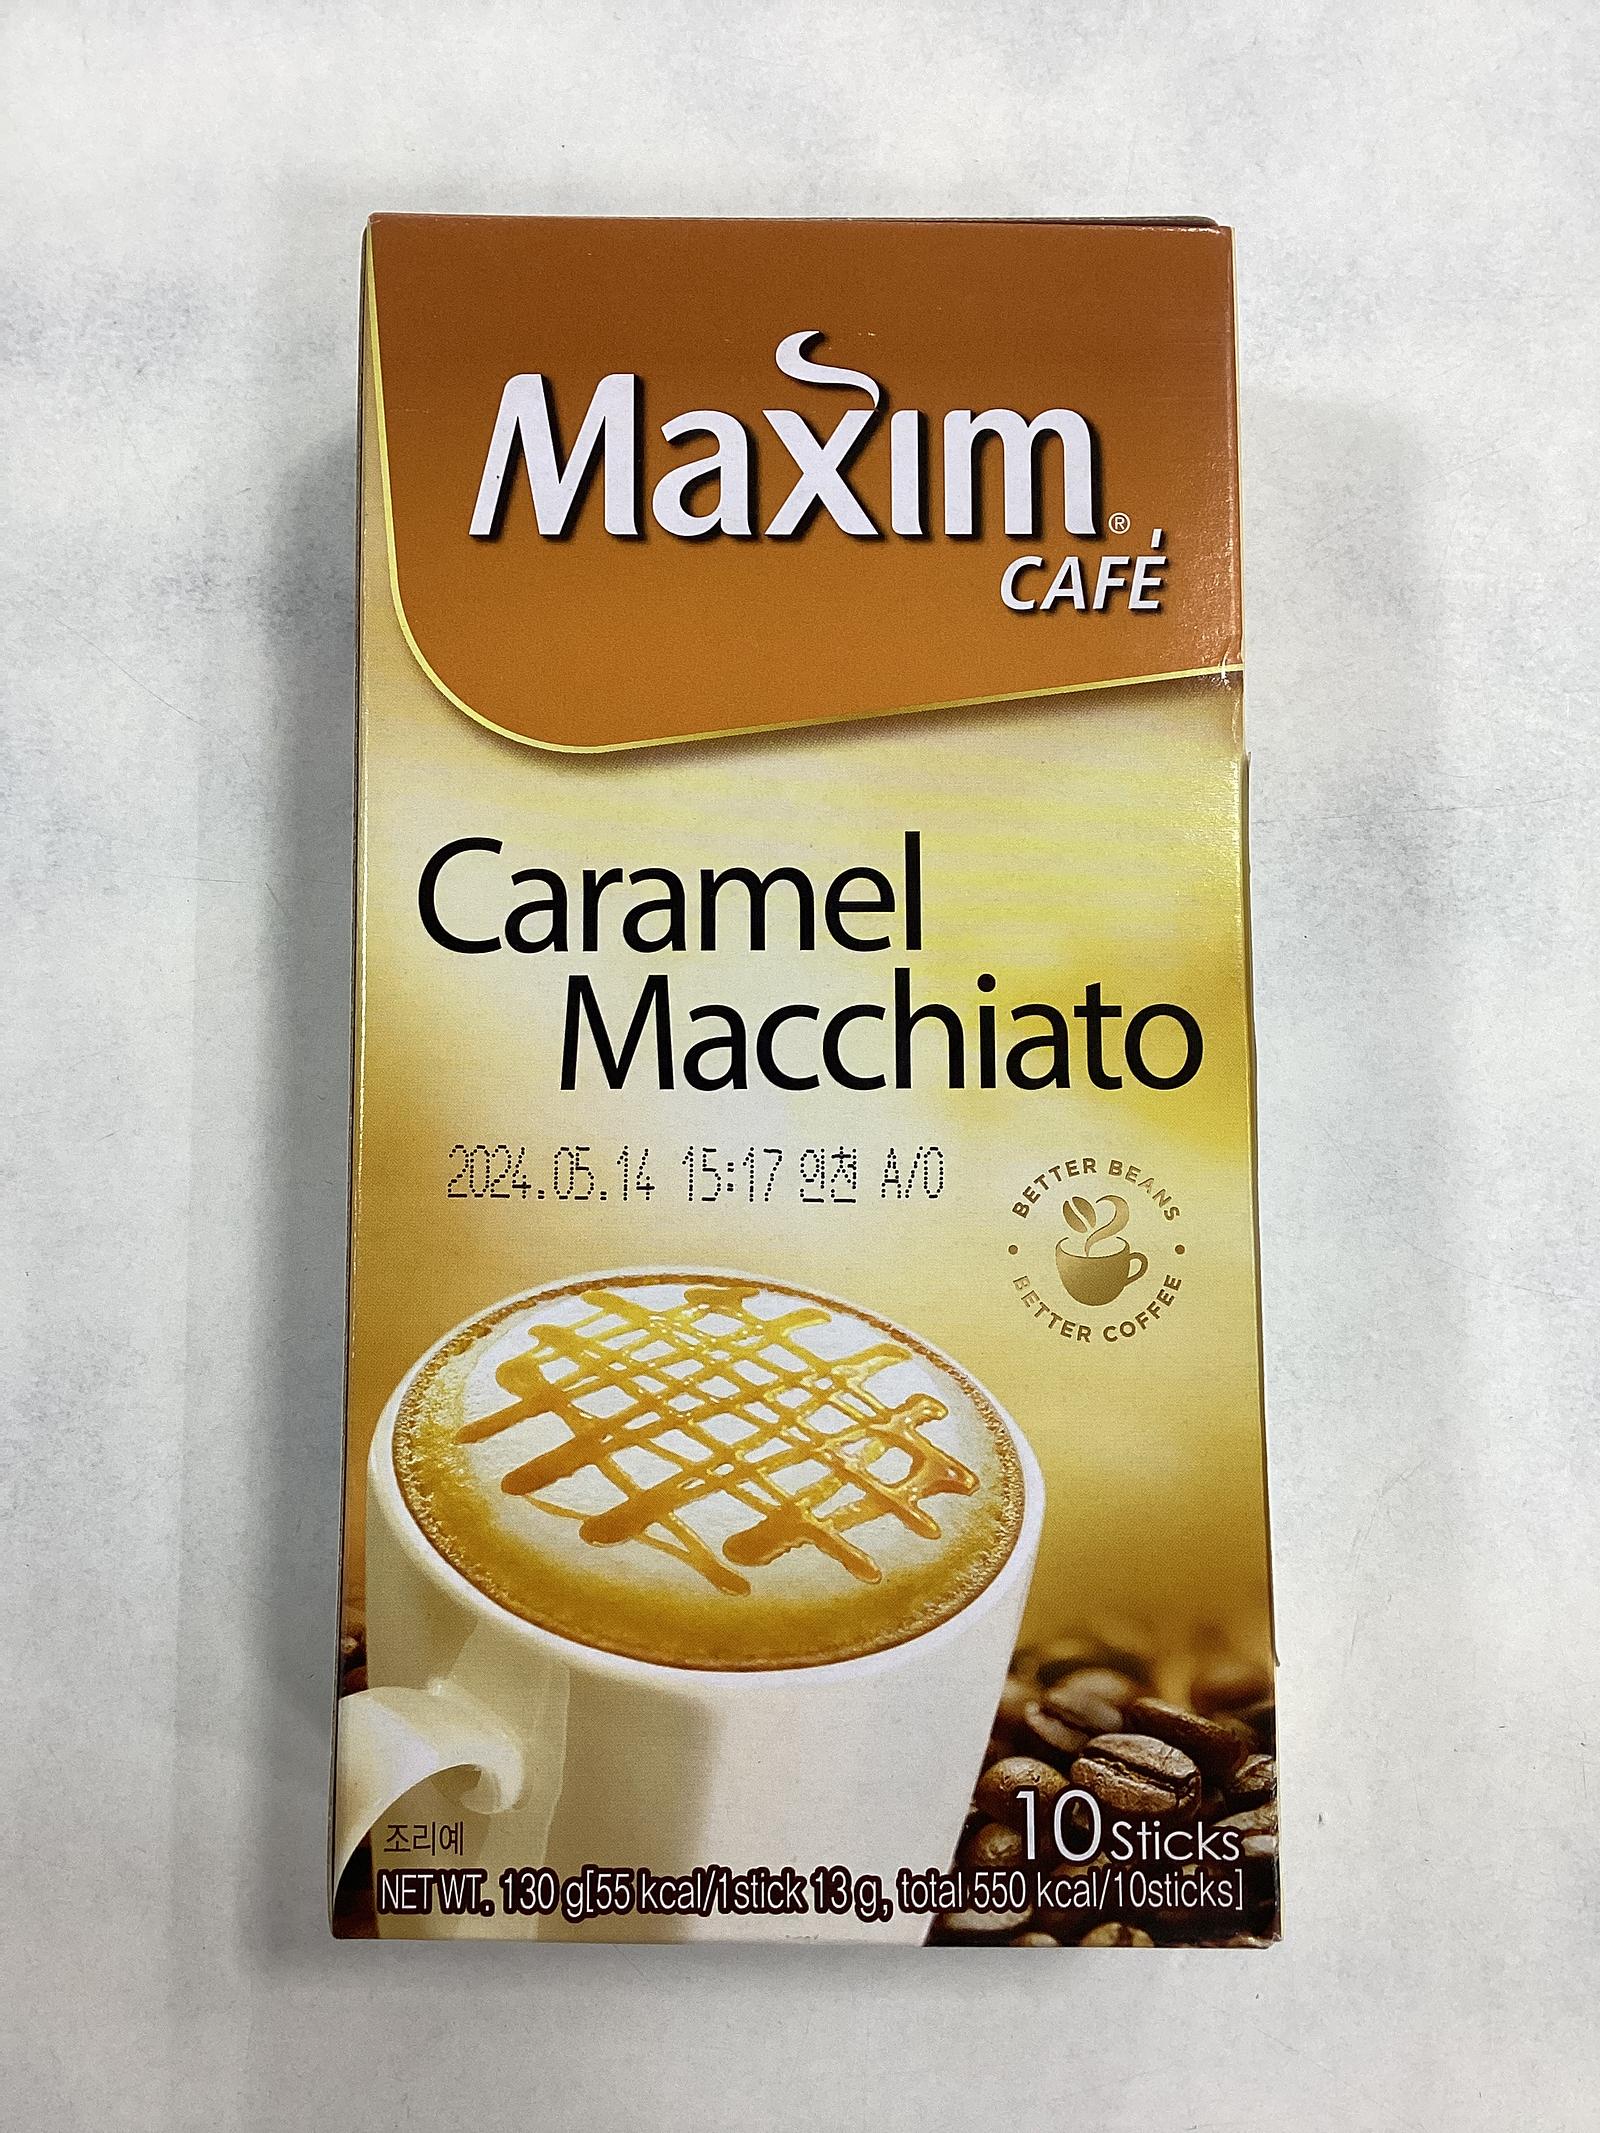 Maxim®
CAFÉ
Caramel
Macchiato
2024.05.14 15:17 인천 A/O
BETTER BEANS
BETTER COFFEE
10 Sticks
조리예
NET WT. 130 g[55 kcal/1stick 13 g, total 550 kcal/10sticks]